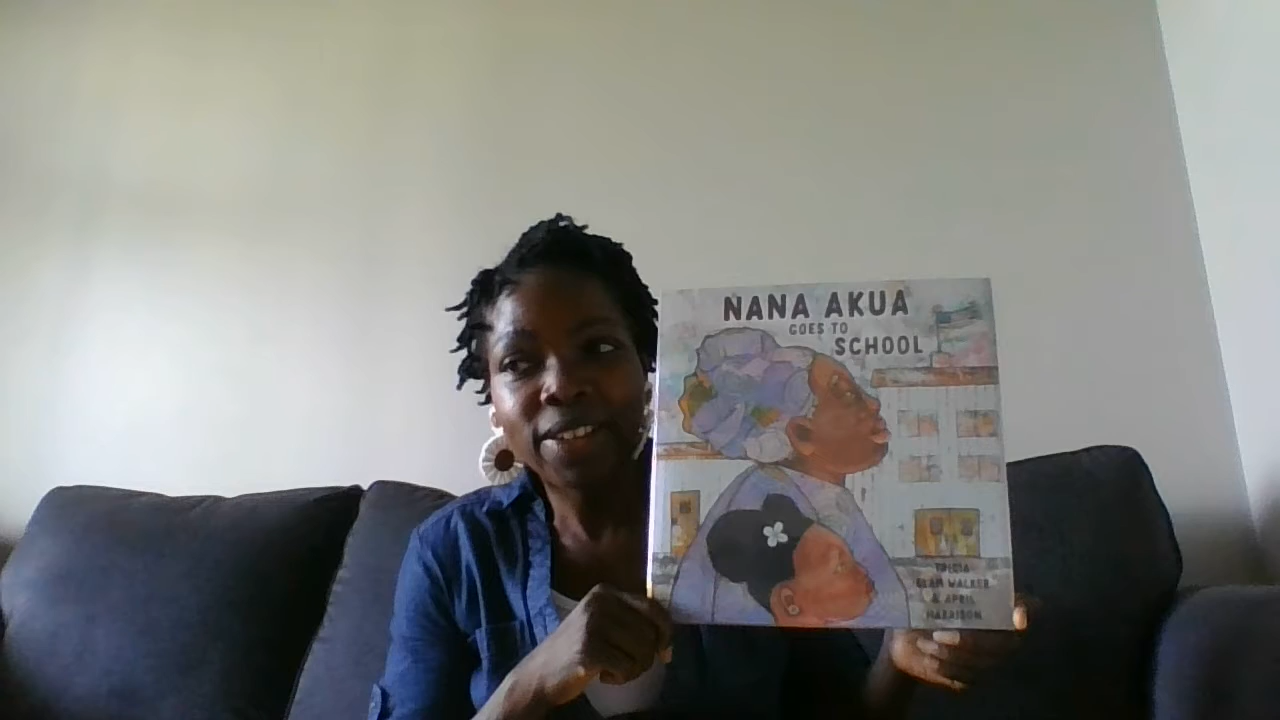 NANA AKUA
GOES TO
SCHOOL
TRICIA
ELAM WALKER
& APRIL
HARRISON